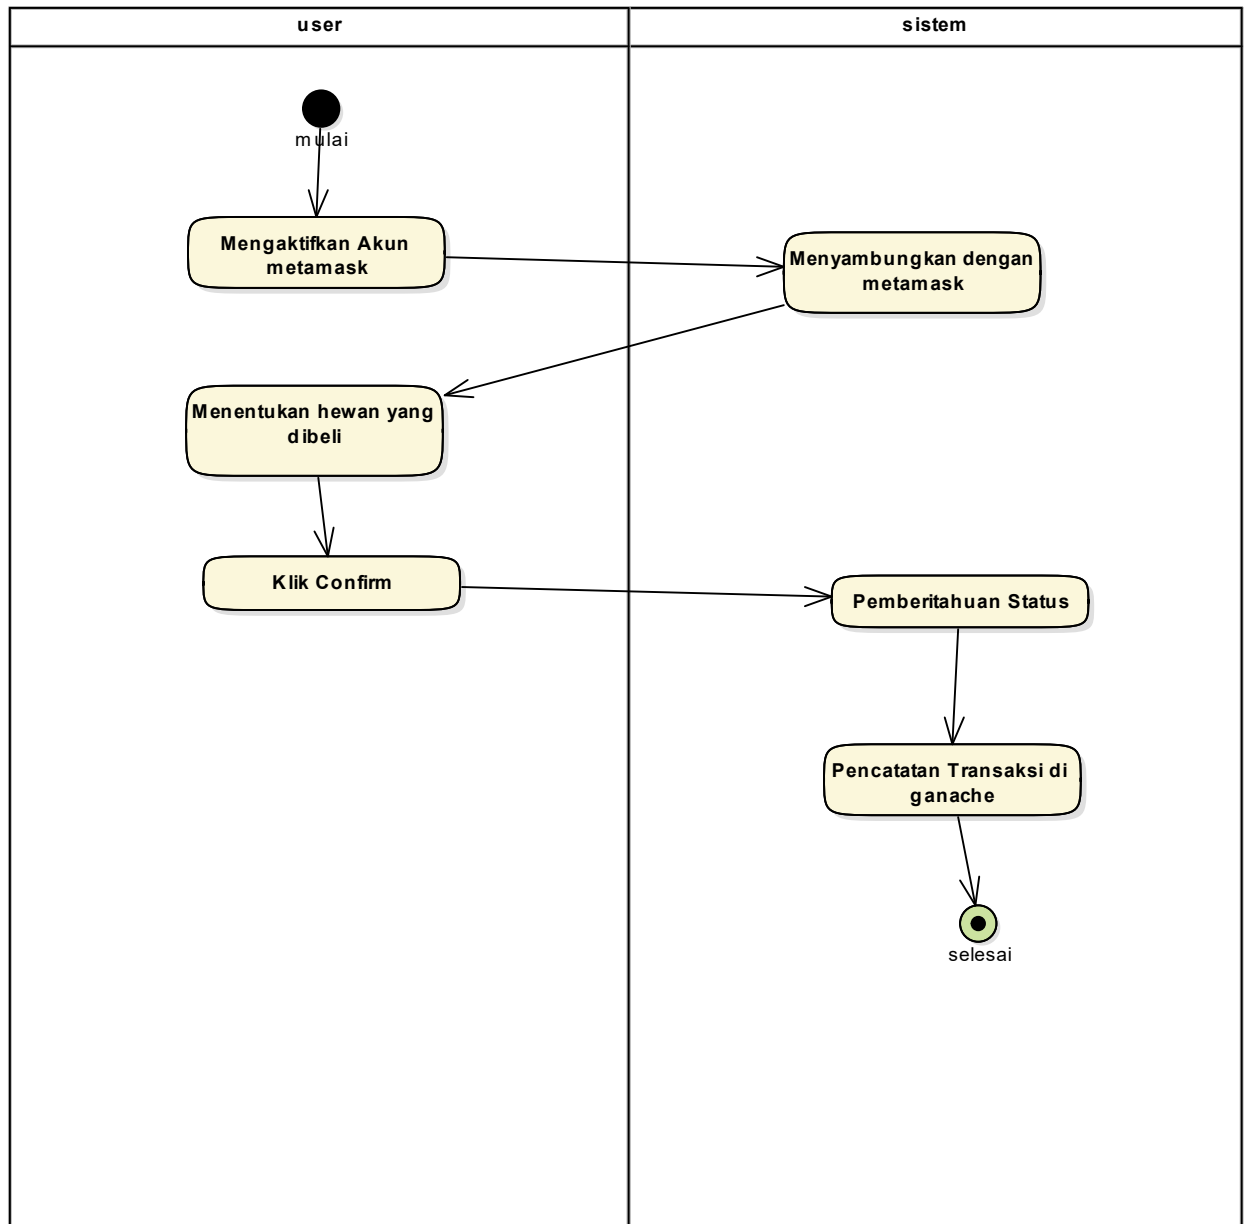 user
sistem
mulai
Mengaktifkan Akun
metamask
Menyambungkan dengan
metamask
Menentukan hewan yang
dibeli
Klik Confirm
Pemberitahuan Status
Pencatatan Transaksi di
ganache
selesai